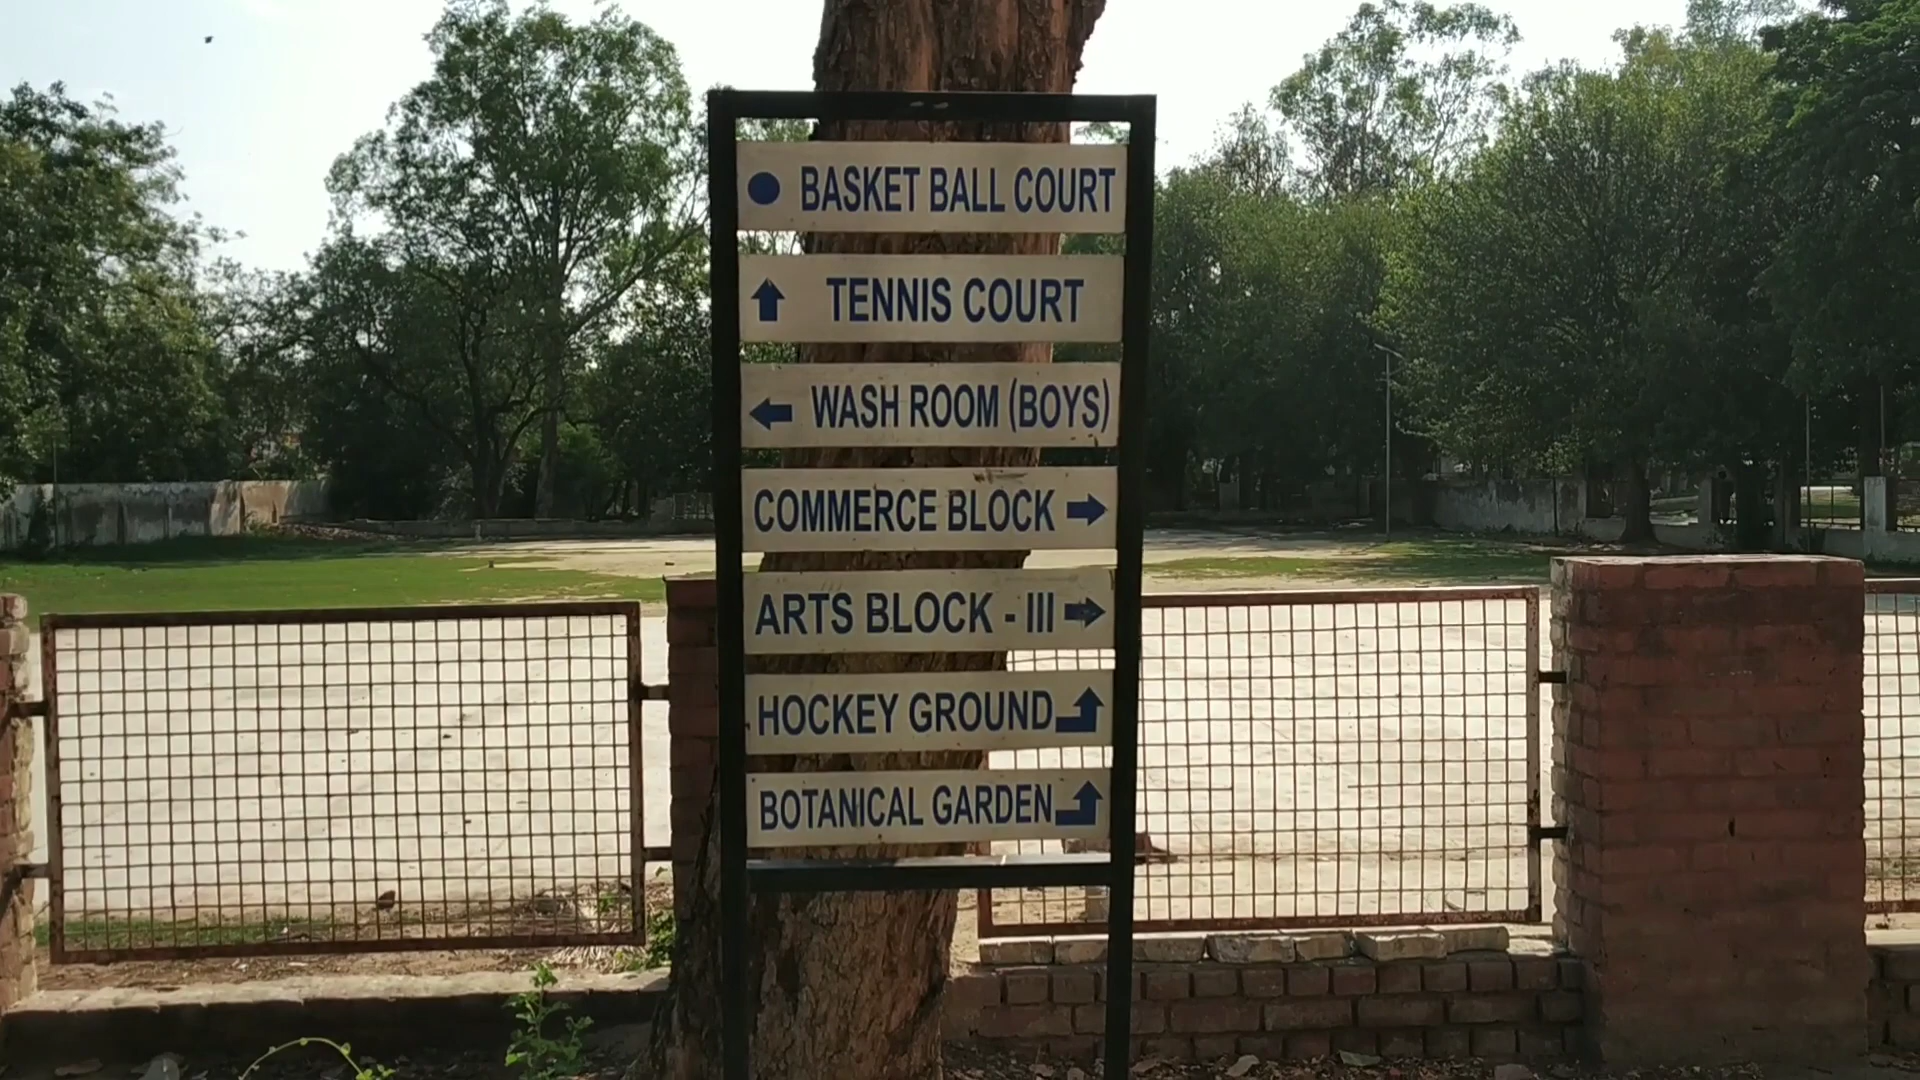 BASKET BALL COURT
TENNIS COURT
WASH ROOM (BOYS)
COMMERCE BLOCK
ARTS BLOCK - III
HOCKEY GROUND
BOTANICAL GARDEN